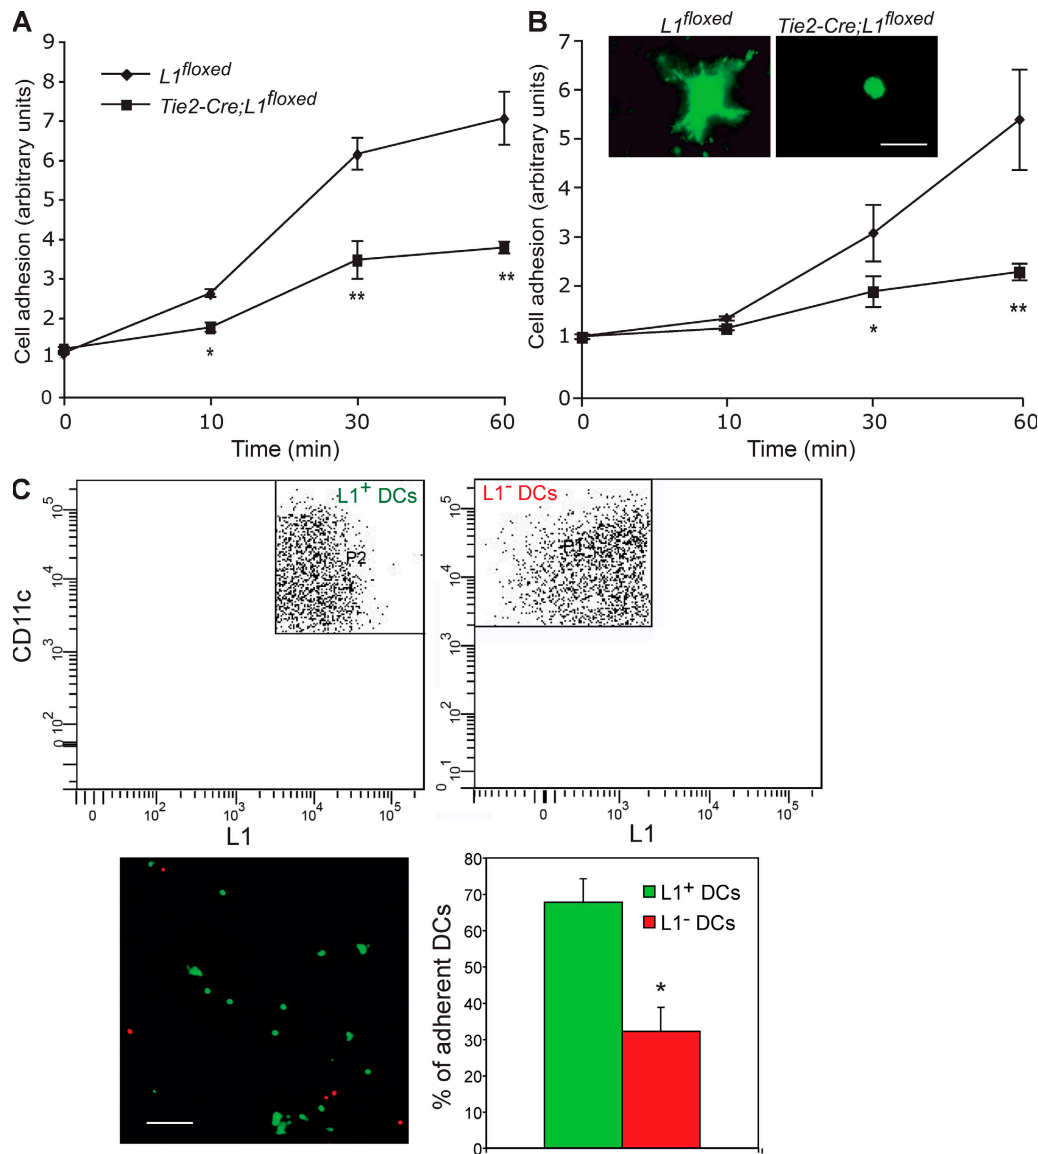 A
Cell adhesion (arbitrary units)
9
8
7
6
5
4
3
2
1
0
L1floxed
Tie2-Cre;L1floxed
*
**
**
0 10 30 60
Time (min)
B
Cell adhesion (arbitrary units)
7
6
5
4
3
2
1
0
L1floxed Tie2-Cre;L1floxed
*
**
0 10 30 60
Time (min)
C
CD11c
10⁵
10⁴
10³
10²
0
L1⁺ DCs
P2
0 10² 10³ 10⁴ 10⁵
L1
10⁵
10⁴
10³
10²
10¹
0
L1⁻ DCs
P1
0 10³ 10⁴ 10⁵
L1
% of adherent DCs
80
70
60
50
40
30
20
10
0
L1⁺ DCs
L1⁻ DCs
*